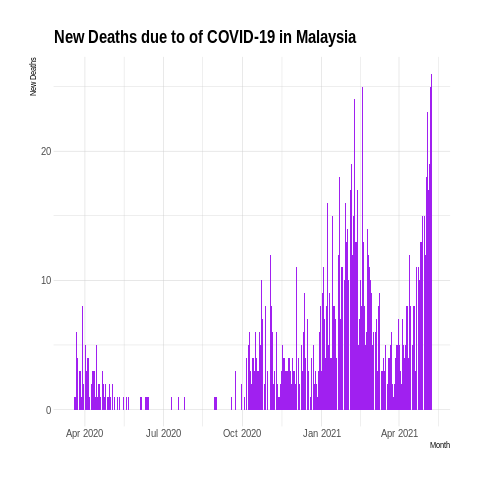 New Deaths due to of COVID-19 in Malaysia
New Deaths
20
10
0
Apr 2020 Jul 2020 Oct 2020 Jan 2021 Apr 2021
Month